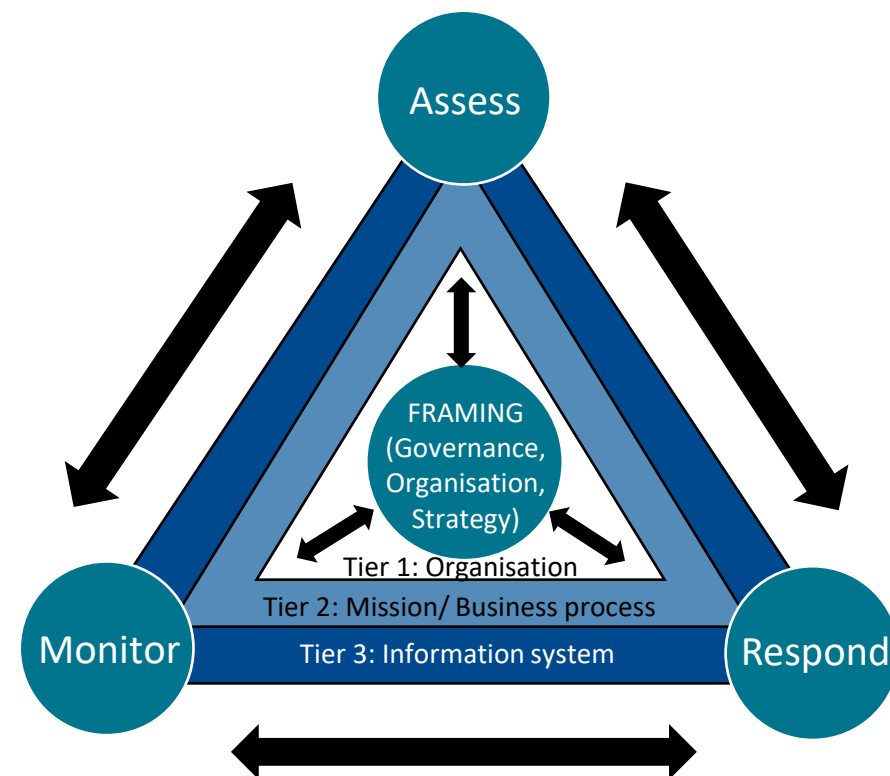 Assess
FRAMING
(Governance,
Organisation,
Strategy)
Tier 1: Organisation
Tier 2: Mission/ Business process
Monitor
Tier 3: Information system
Respond